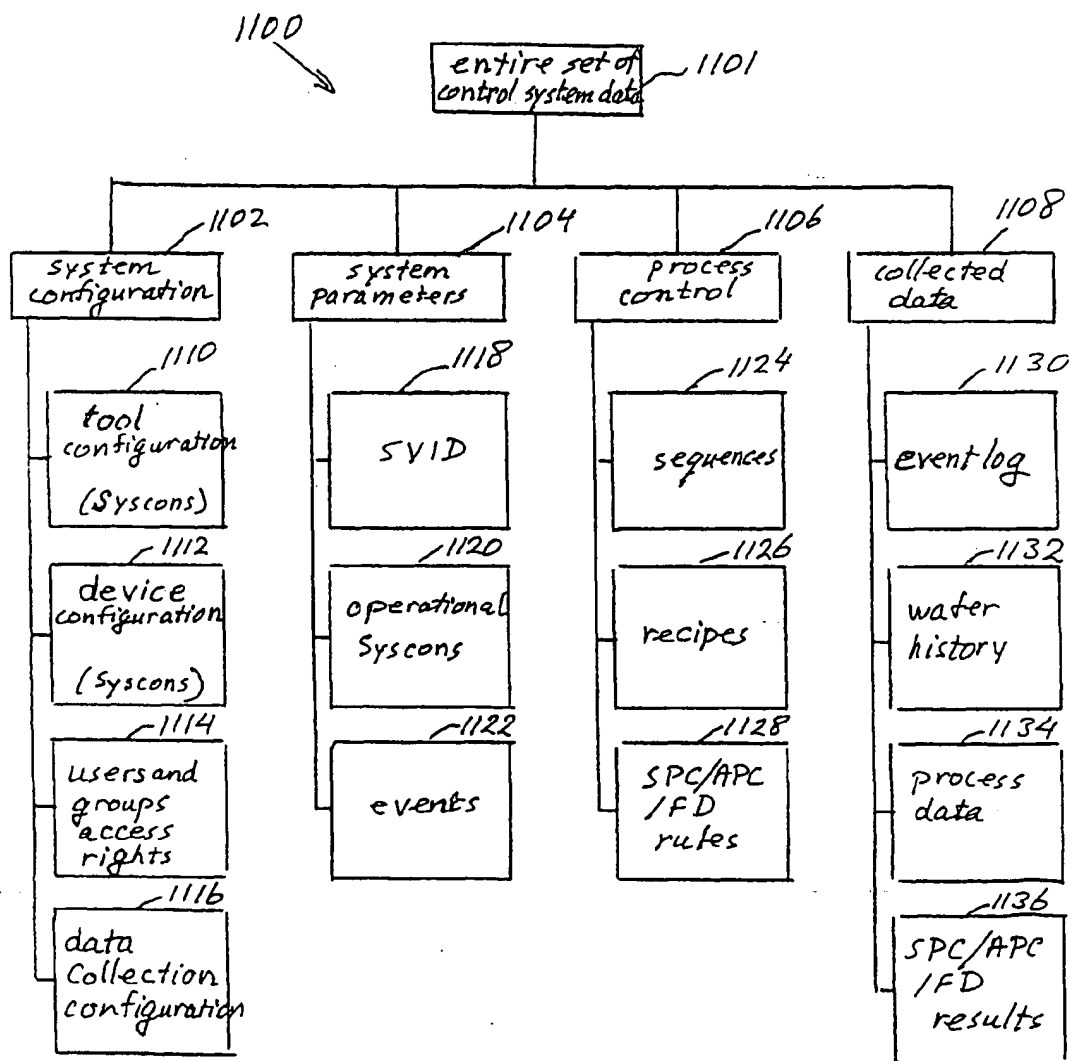 1100
entire set of
control system data
1101
1102
1104
1106
1108
system
configuration
system
parameters
process
control
collected
data
1110
tool
configuration
(Syscons)
1118
SVID
1124
sequences
1130
event log
1112
device
configuration
(Syscons)
1120
operational
Syscons
1126
recipes
1132
wafer
history
1114
users and
groups
access
rights
1122
events
1128
SPC/APC
/FD
rules
1134
process
data
1116
data
Collection
configuration
1136
SPC/APC
/FD
results